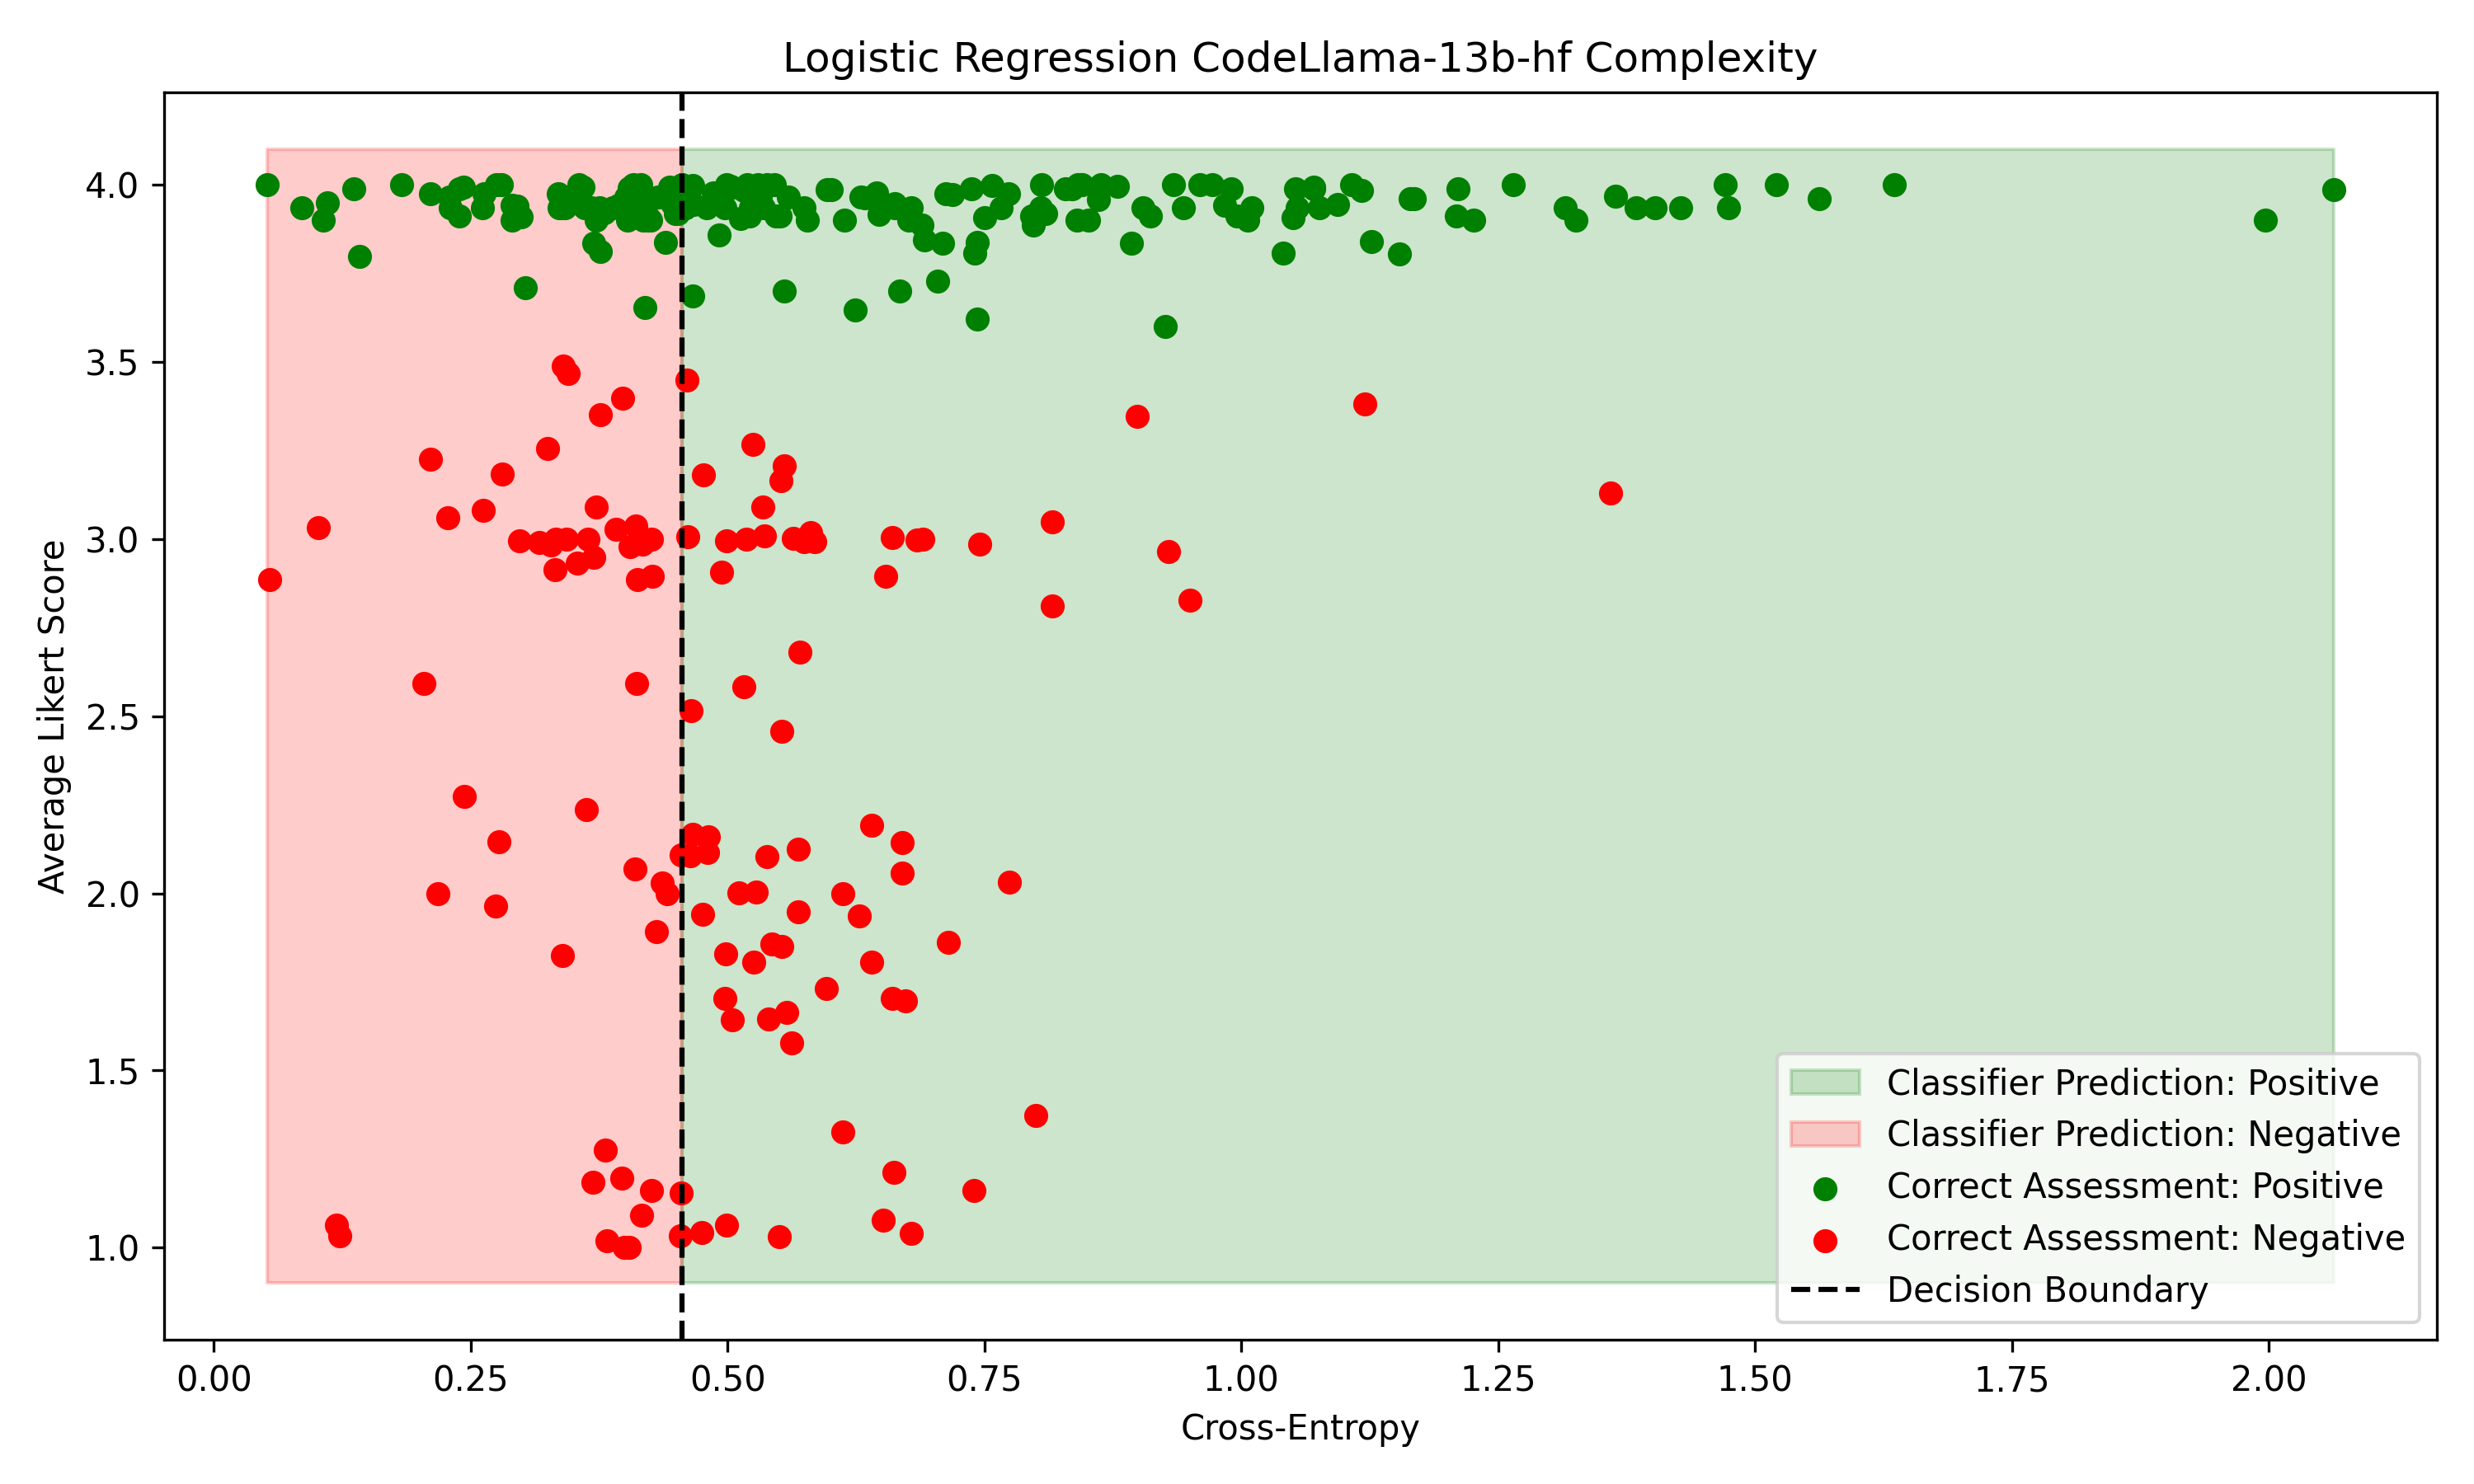 Logistic Regression CodeLlama-13b-hf Complexity
4.0
3.5
3.0
2.5
2.0
1.5
1.0
Average Likert Score
Classifier Prediction: Positive
Classifier Prediction: Negative
Correct Assessment: Positive
Correct Assessment: Negative
Decision Boundary
0.00 0.25 0.50 0.75 1.00 1.25 1.50 1.75 2.00
Cross-Entropy